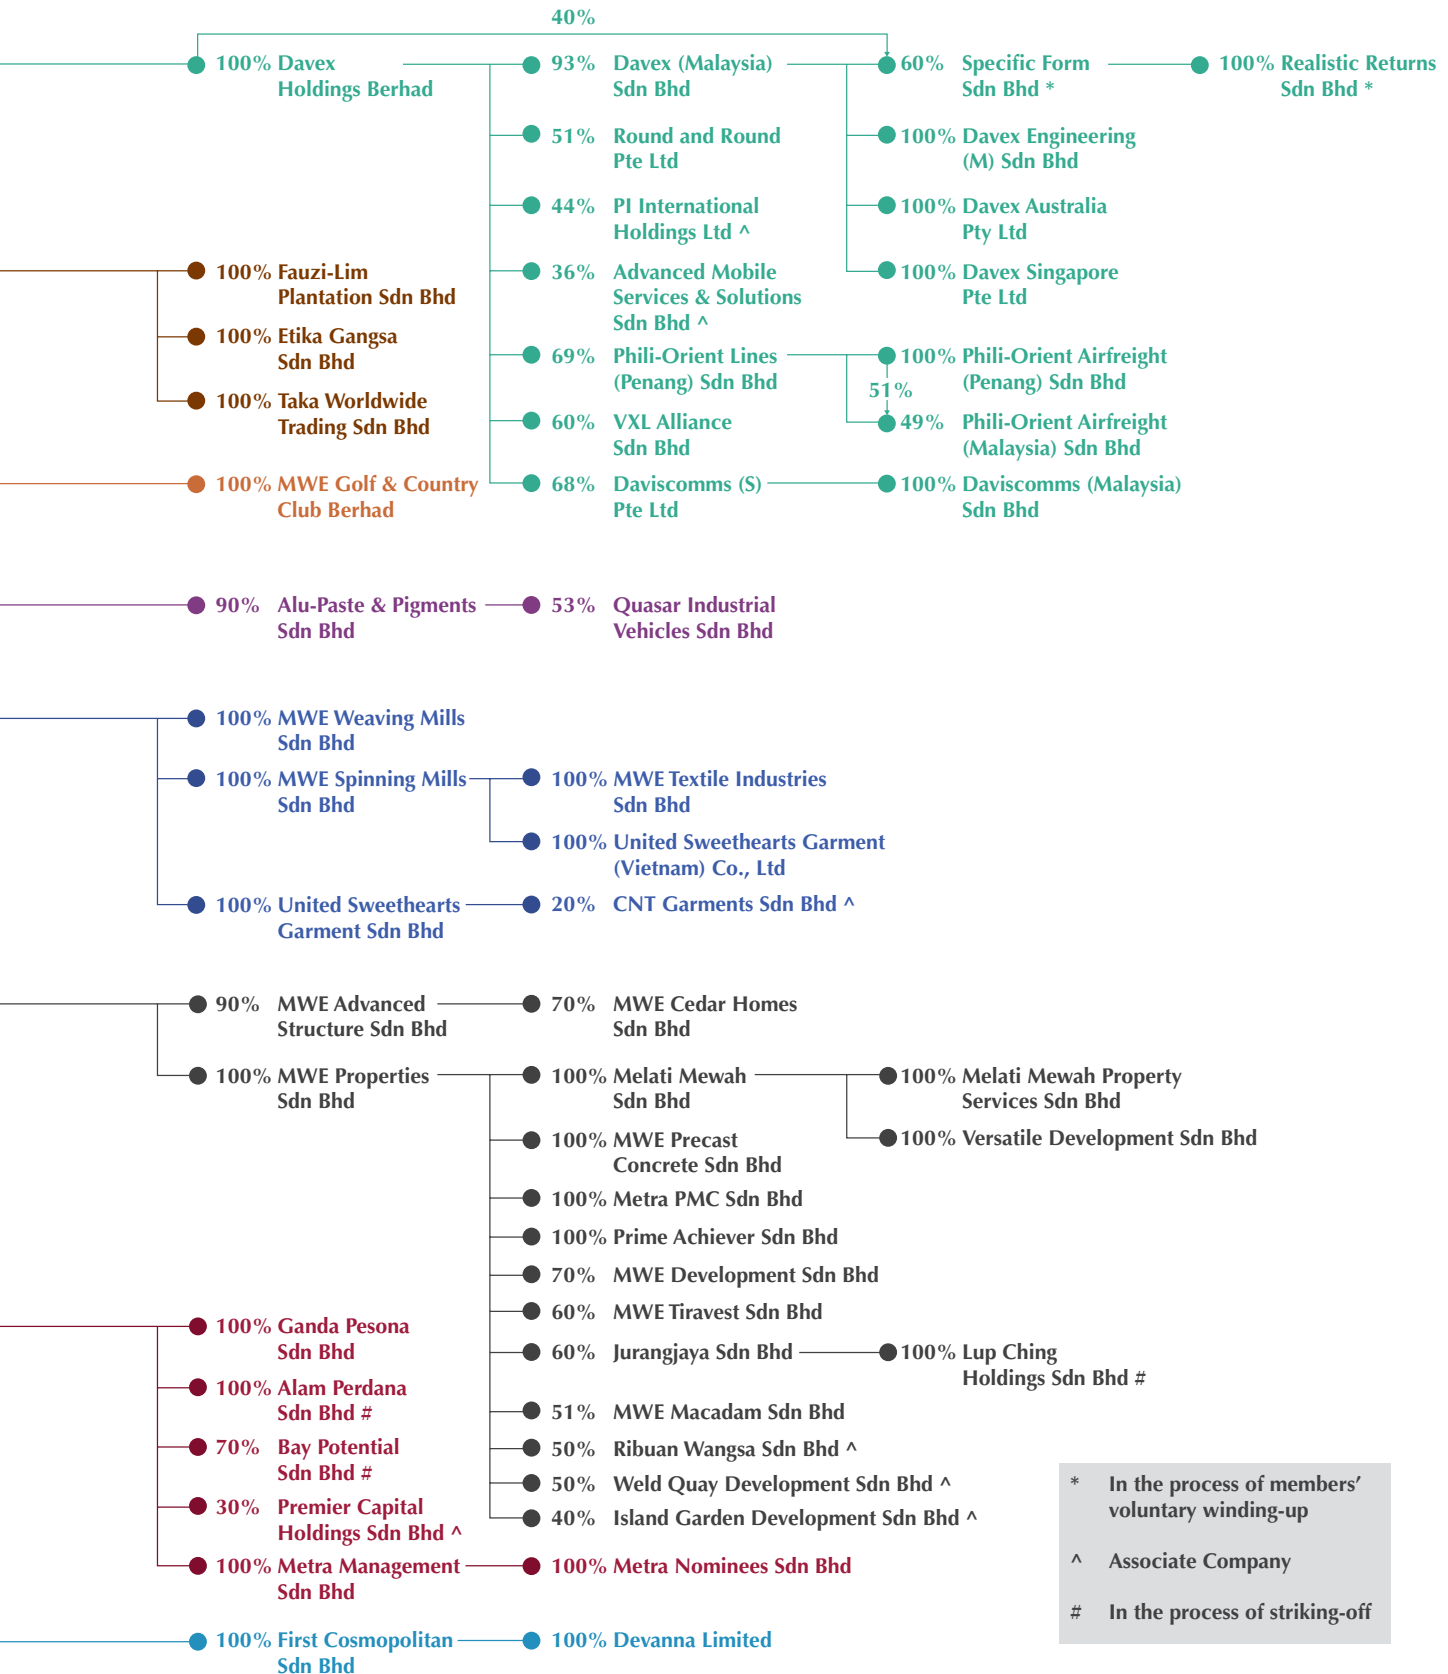 40%
100% Davex
Holdings Berhad
93% Davex (Malaysia)
Sdn Bhd
60% Specific Form
Sdn Bhd *
100% Realistic Returns
Sdn Bhd *
51% Round and Round
Pte Ltd
100% Davex Engineering
(M) Sdn Bhd
44% PI International
Holdings Ltd ^
100% Davex Australia
Pty Ltd
100% Fauzi-Lim
Plantation Sdn Bhd
36% Advanced Mobile
Services & Solutions
Sdn Bhd ^
100% Davex Singapore
Pte Ltd
100% Etika Gangsa
Sdn Bhd
69% Phili-Orient Lines
(Penang) Sdn Bhd
100% Phili-Orient Airfreight
(Penang) Sdn Bhd
51%
100% Taka Worldwide
Trading Sdn Bhd
60% VXL Alliance
Sdn Bhd
49% Phili-Orient Airfreight
(Malaysia) Sdn Bhd
100% MWE Golf & Country
Club Berhad
68% Daviscomms (S)
Pte Ltd
100% Daviscomms (Malaysia)
Sdn Bhd
90% Alu-Paste & Pigments
Sdn Bhd
53% Quasar Industrial
Vehicles Sdn Bhd
100% MWE Weaving Mills
Sdn Bhd
100% MWE Spinning Mills
Sdn Bhd
100% MWE Textile Industries
Sdn Bhd
100% United Sweethearts Garment
(Vietnam) Co., Ltd
100% United Sweethearts
Garment Sdn Bhd
20% CNT Garments Sdn Bhd ^
90% MWE Advanced
Structure Sdn Bhd
70% MWE Cedar Homes
Sdn Bhd
100% MWE Properties
Sdn Bhd
100% Melati Mewah
Sdn Bhd
100% Melati Mewah Property
Services Sdn Bhd
100% Versatile Development Sdn Bhd
100% MWE Precast
Concrete Sdn Bhd
100% Metra PMC Sdn Bhd
100% Prime Achiever Sdn Bhd
70% MWE Development Sdn Bhd
60% MWE Tiravest Sdn Bhd
60% Jurangjaya Sdn Bhd
100% Lup Ching
Holdings Sdn Bhd #
51% MWE Macadam Sdn Bhd
50% Ribuan Wangsa Sdn Bhd ^
50% Weld Quay Development Sdn Bhd ^
40% Island Garden Development Sdn Bhd ^
100% Ganda Pesona
Sdn Bhd
100% Alam Perdana
Sdn Bhd #
70% Bay Potential
Sdn Bhd #
30% Premier Capital
Holdings Sdn Bhd ^
100% Metra Management
Sdn Bhd
100% Metra Nominees Sdn Bhd
100% First Cosmopolitan
Sdn Bhd
100% Devanna Limited
* In the process of members’
voluntary winding-up
^ Associate Company
# In the process of striking-off